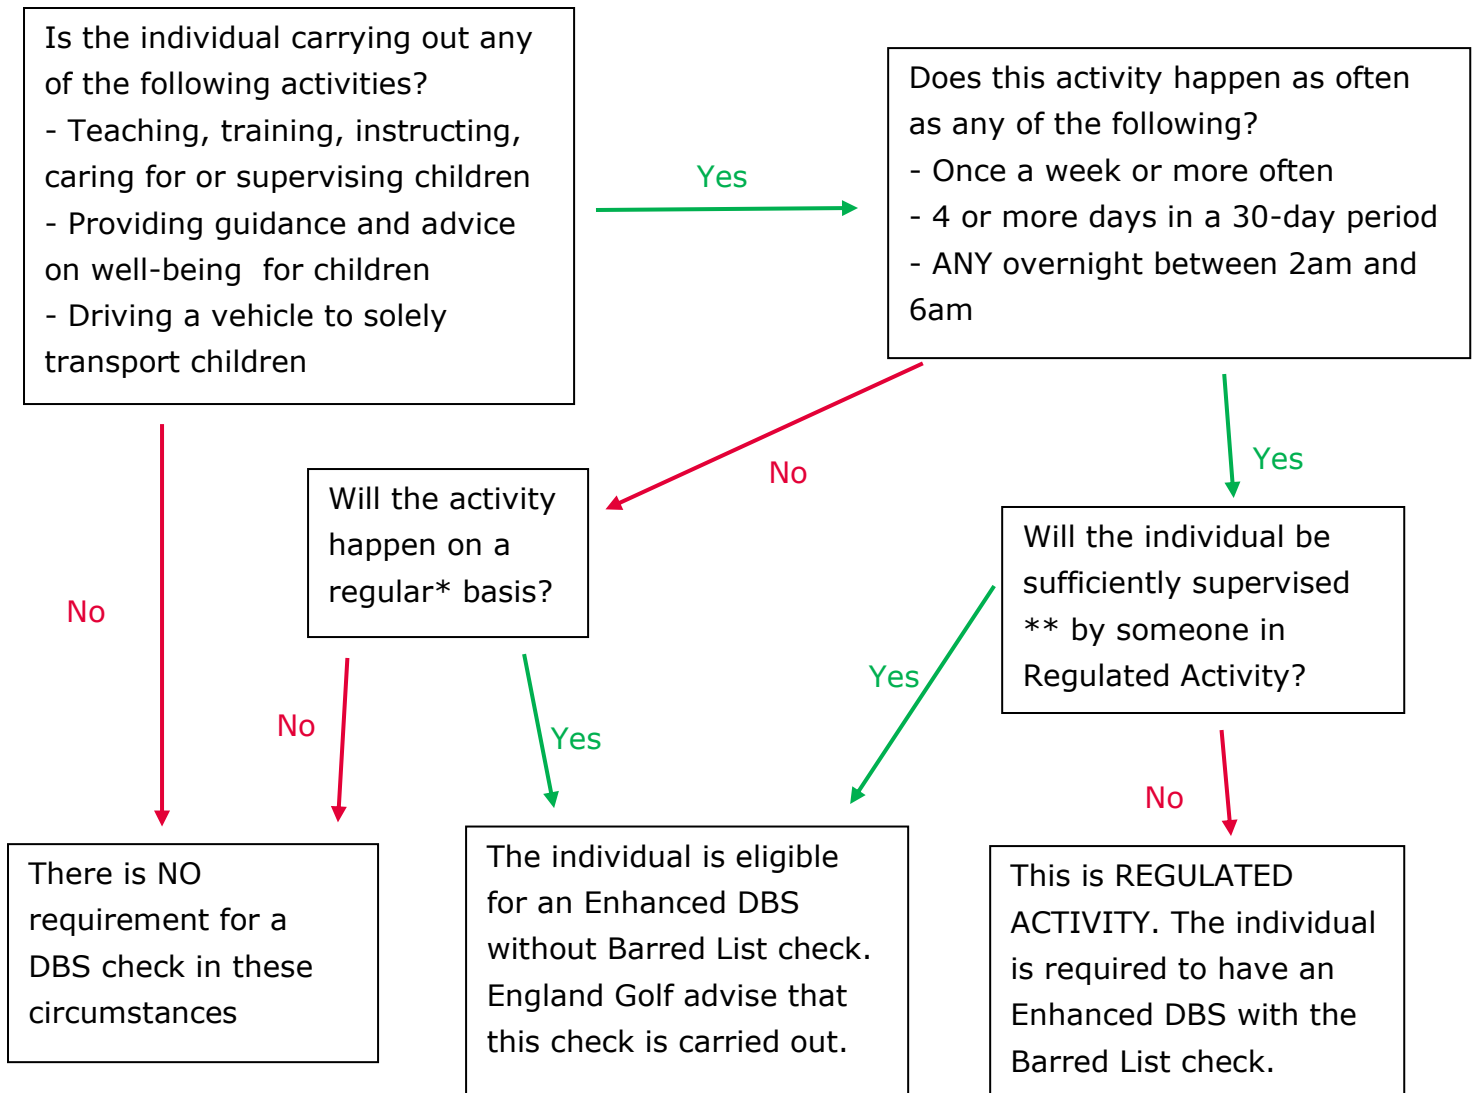 Is the individual carrying out any
of the following activities?
- Teaching, training, instructing,
caring for or supervising children
- Providing guidance and advice
on well-being  for children
- Driving a vehicle to solely
transport children
Yes
Does this activity happen as often
as any of the following?
- Once a week or more often
- 4 or more days in a 30-day period
- ANY overnight between 2am and
6am
No
No
Yes
Will the activity
happen on a
regular* basis?
Will the individual be
sufficiently supervised
** by someone in
Regulated Activity?
No
Yes
Yes
No
There is NO
requirement for a
DBS check in these
circumstances
The individual is eligible
for an Enhanced DBS
without Barred List check.
England Golf advise that
this check is carried out.
This is REGULATED
ACTIVITY. The individual
is required to have an
Enhanced DBS with the
Barred List check.